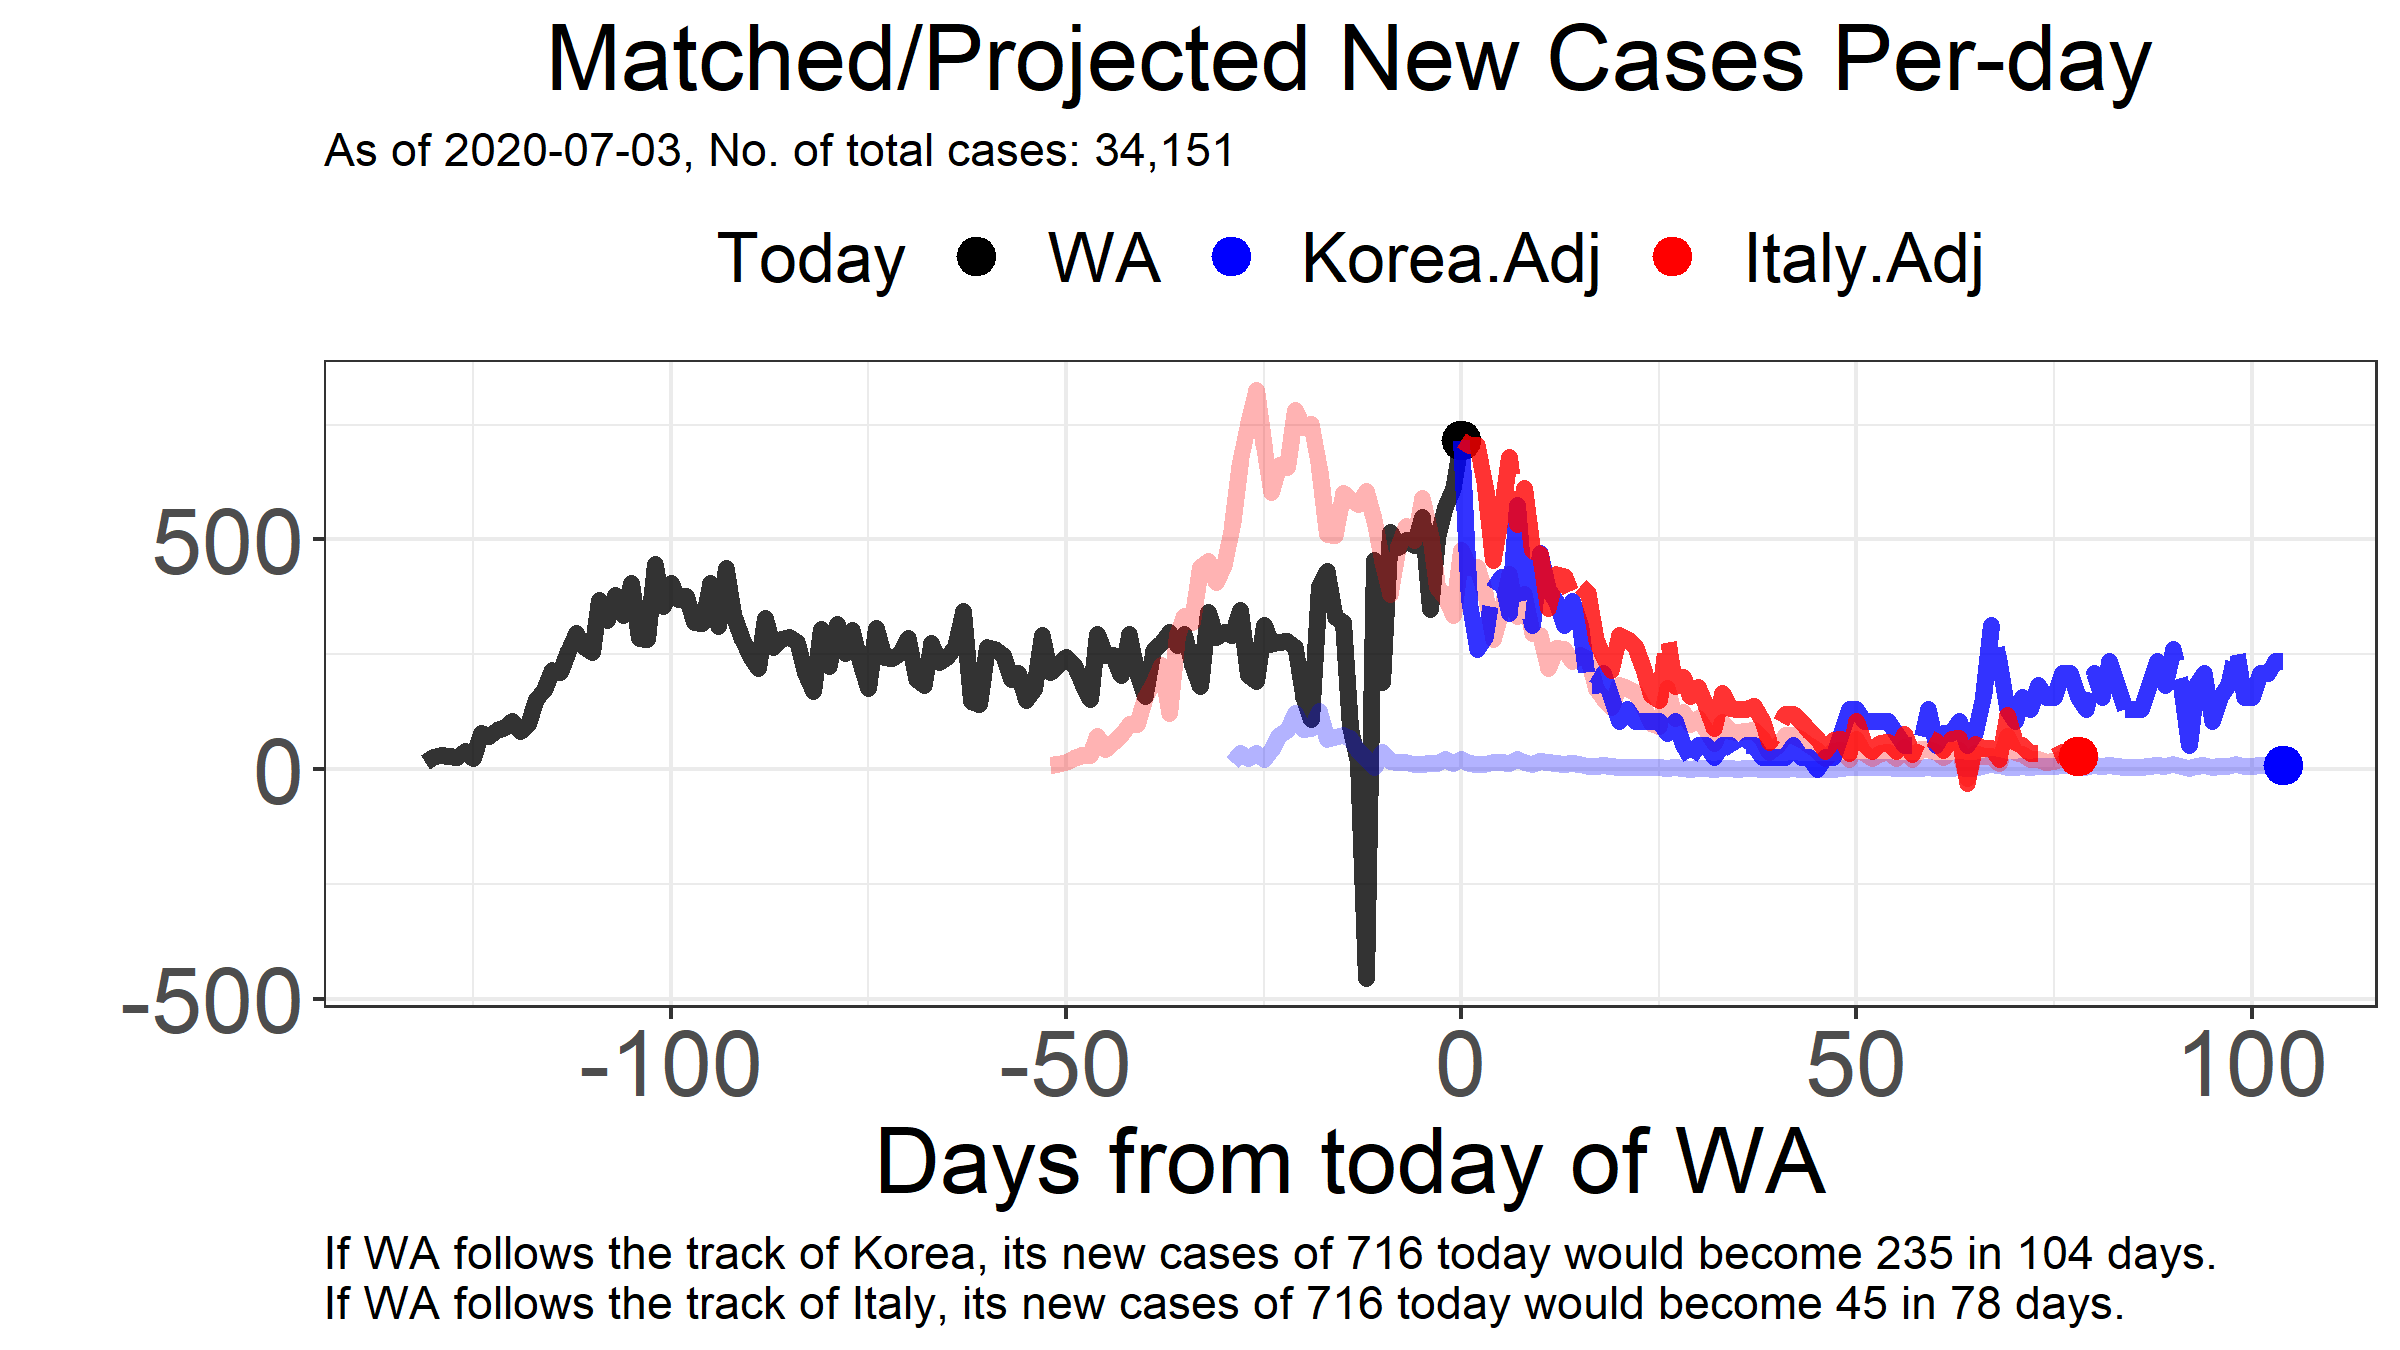 Matched/Projected New Cases Per-day
As of 2020-07-03, No. of total cases: 34,151
Today WA Korea.Adj Italy.Adj
500
0
-500
-100 -50 0 50 100
Days from today of WA
If WA follows the track of Korea, its new cases of 716 today would become 235 in 104 days.
If WA follows the track of Italy, its new cases of 716 today would become 45 in 78 days.